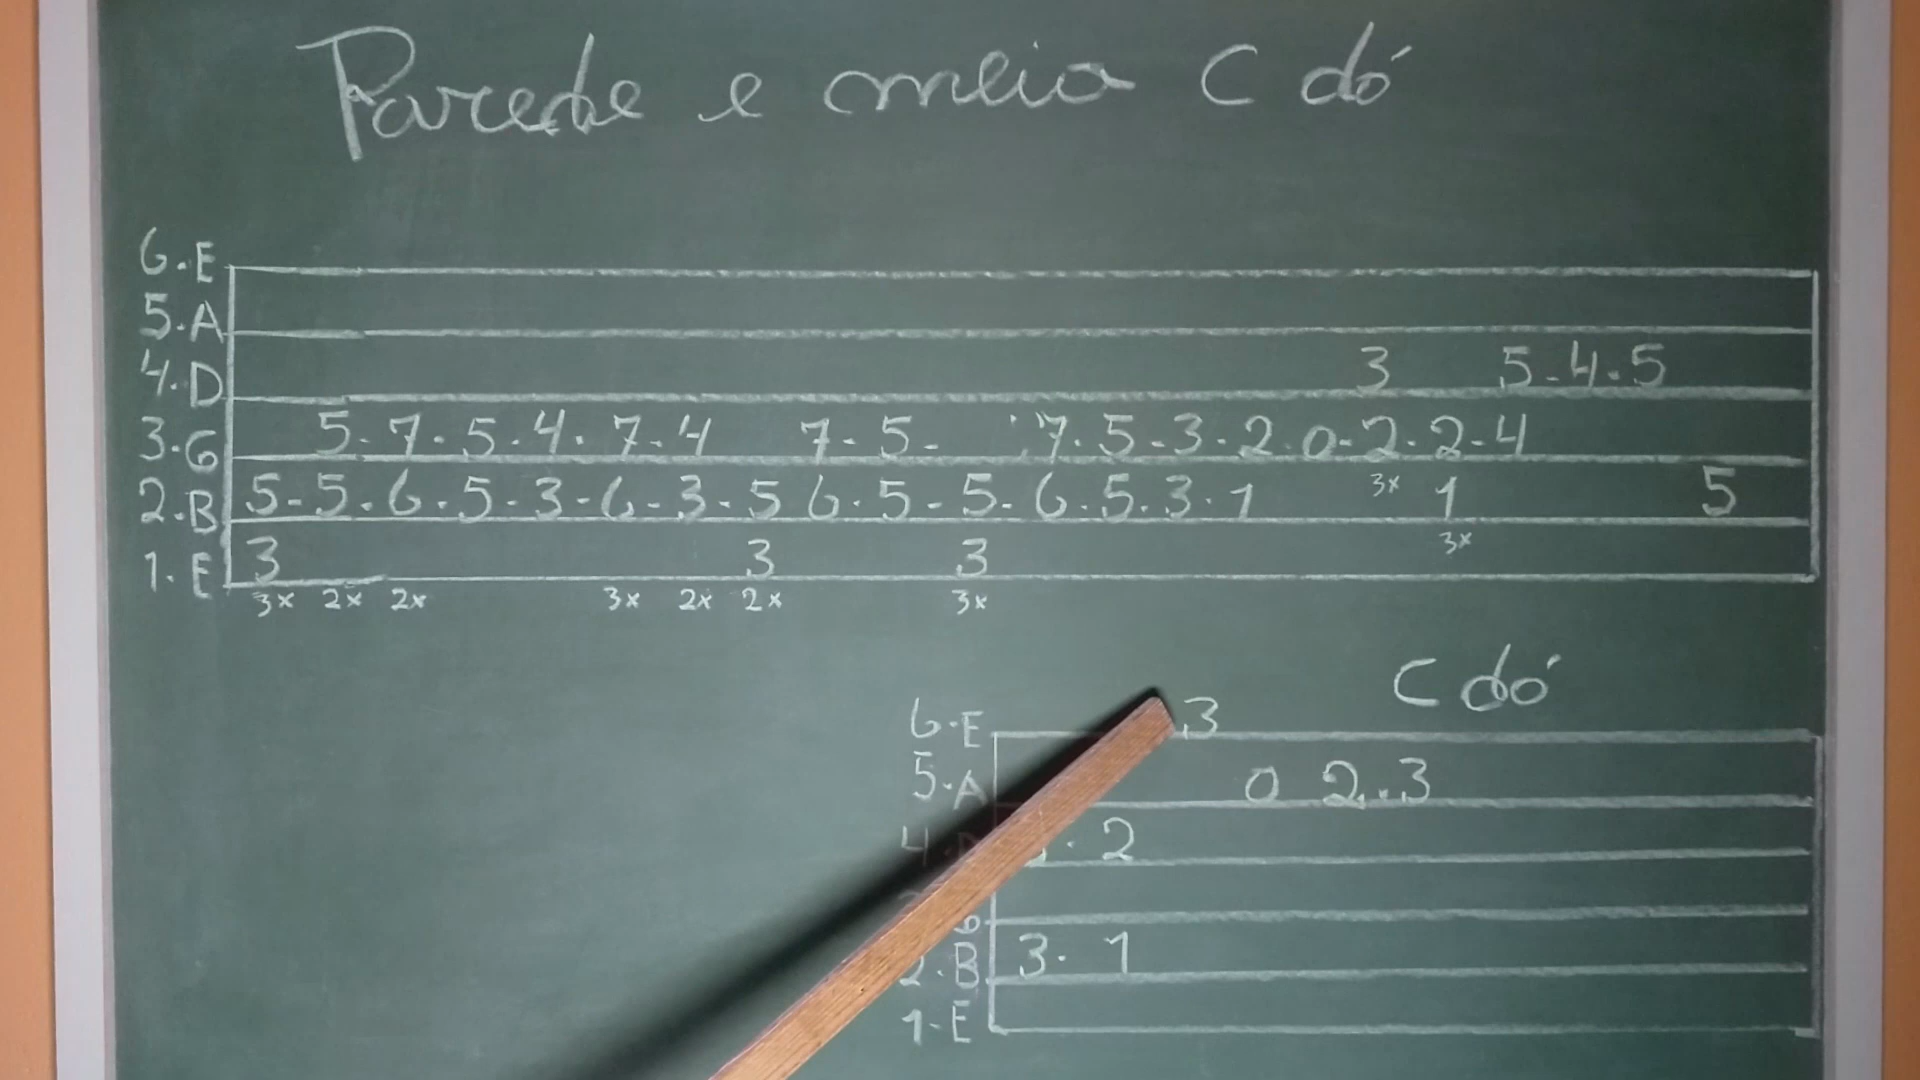 Parede e meia C dó
6.E
5.A
4.D 3 5-4.5
3.G 5-7.5.4.7-4 7-5- 7.5-3.2.0-2.2-4
2.B 5-5.6.5-3-6-3-5 6.5-5-6.5.3.1 3x 1 5
1.E 3 3 3 3x
3x 2x 2x 3x 2x 2x 3x
C dó
6.E 3
5.A 0 2..3
4. . 2
G
2.B 3. 1
1-E